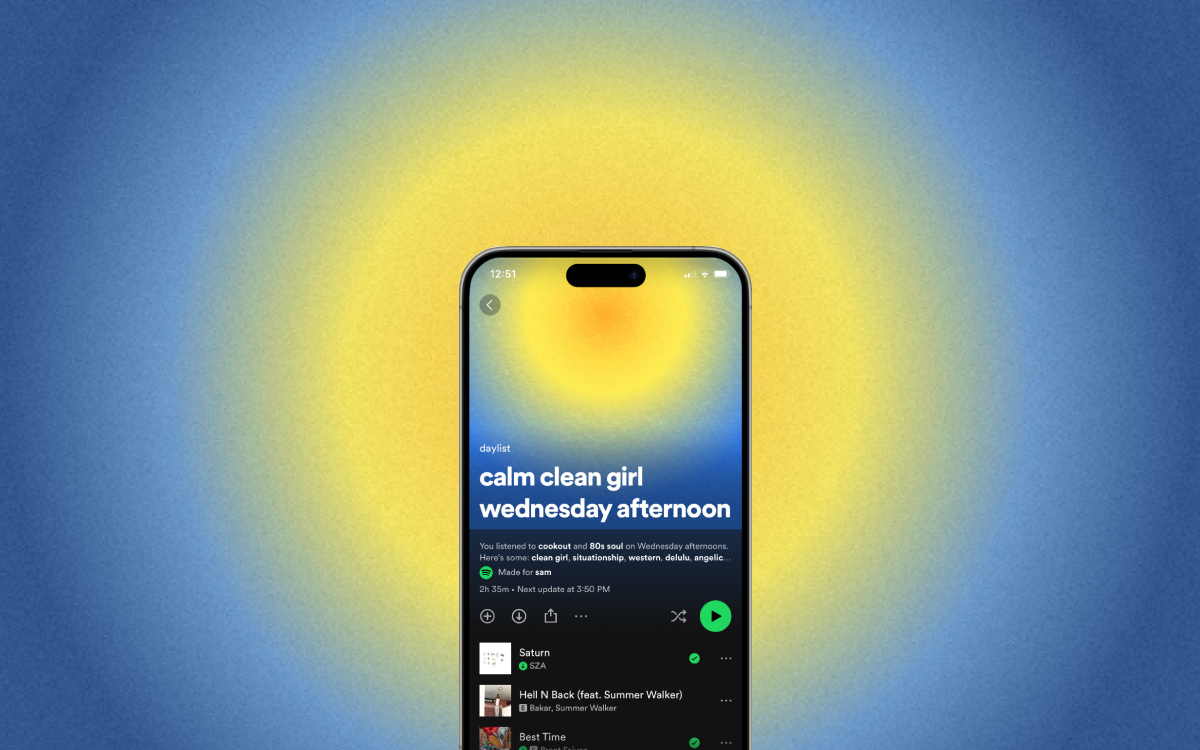 12:51
daylist
calm clean girl
wednesday afternoon
You listened to cookout and 80s soul on Wednesday afternoons.
Here's some: clean girl, situationship, western, delulu, angelic...
Made for sam
2h 35m • Next update at 3:50 PM
Saturn
SZA
Hell N Back (feat. Summer Walker)
E Bakar, Summer Walker
Best Time
E Brent Faiyaz